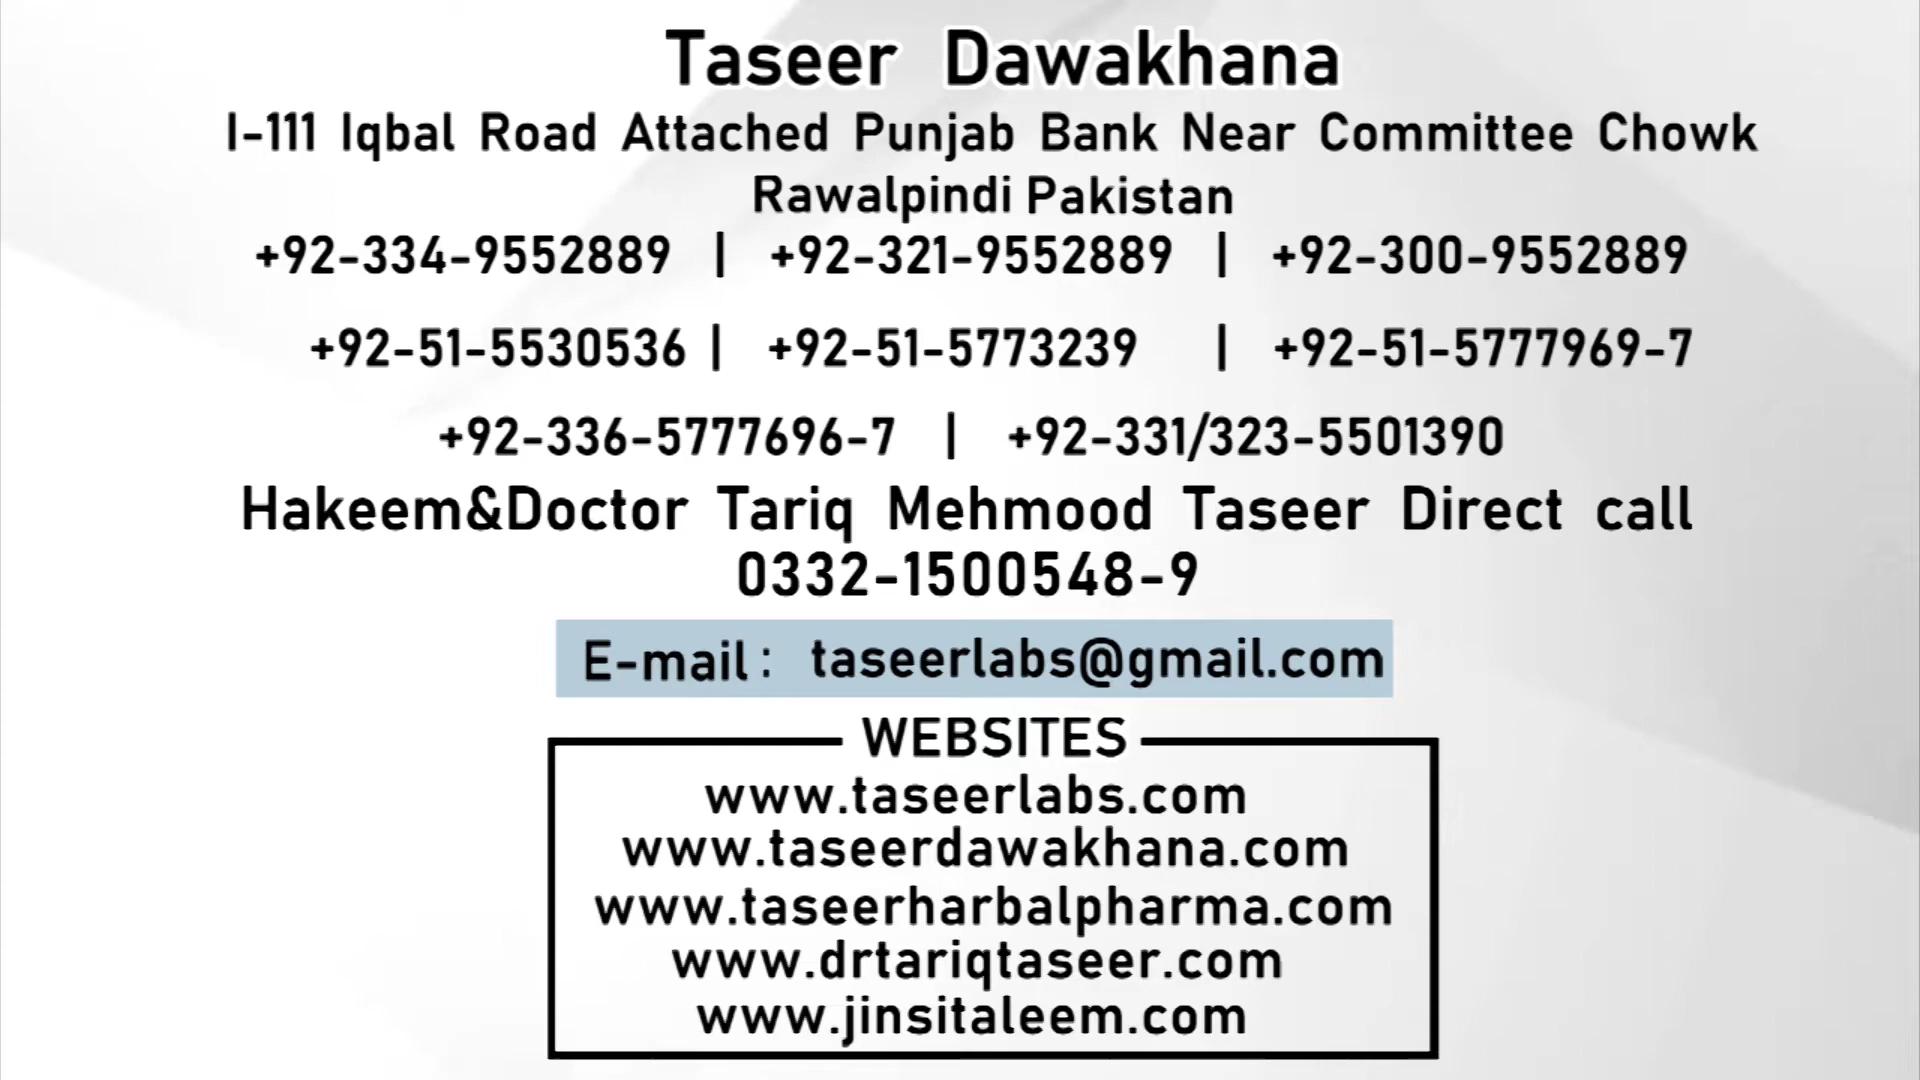 Taseer Dawakhana
I-111 Iqbal Road Attached Punjab Bank Near Committee Chowk
Rawalpindi Pakistan
+92-334-9552889 | +92-321-9552889 | +92-300-9552889
+92-51-5530536 | +92-51-5773239 | +92-51-5777969-7
+92-336-5777696-7 | +92-331/323-5501390
Hakeem&Doctor Tariq Mehmood Taseer Direct call
0332-1500548-9
E-mail : taseerlabs@gmail.com
WEBSITES
www.taseerlabs.com
www.taseerdawakhana.com
www.taseerharbalpharma.com
www.drtariqtaseer.com
www.jinsitaleem.com